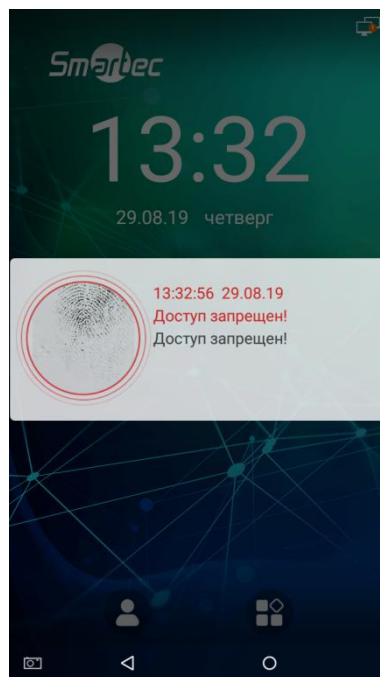 Smartec
13:32
29.08.19 четверг
13:32:56 29.08.19
Доступ запрещен!
Доступ запрещен!